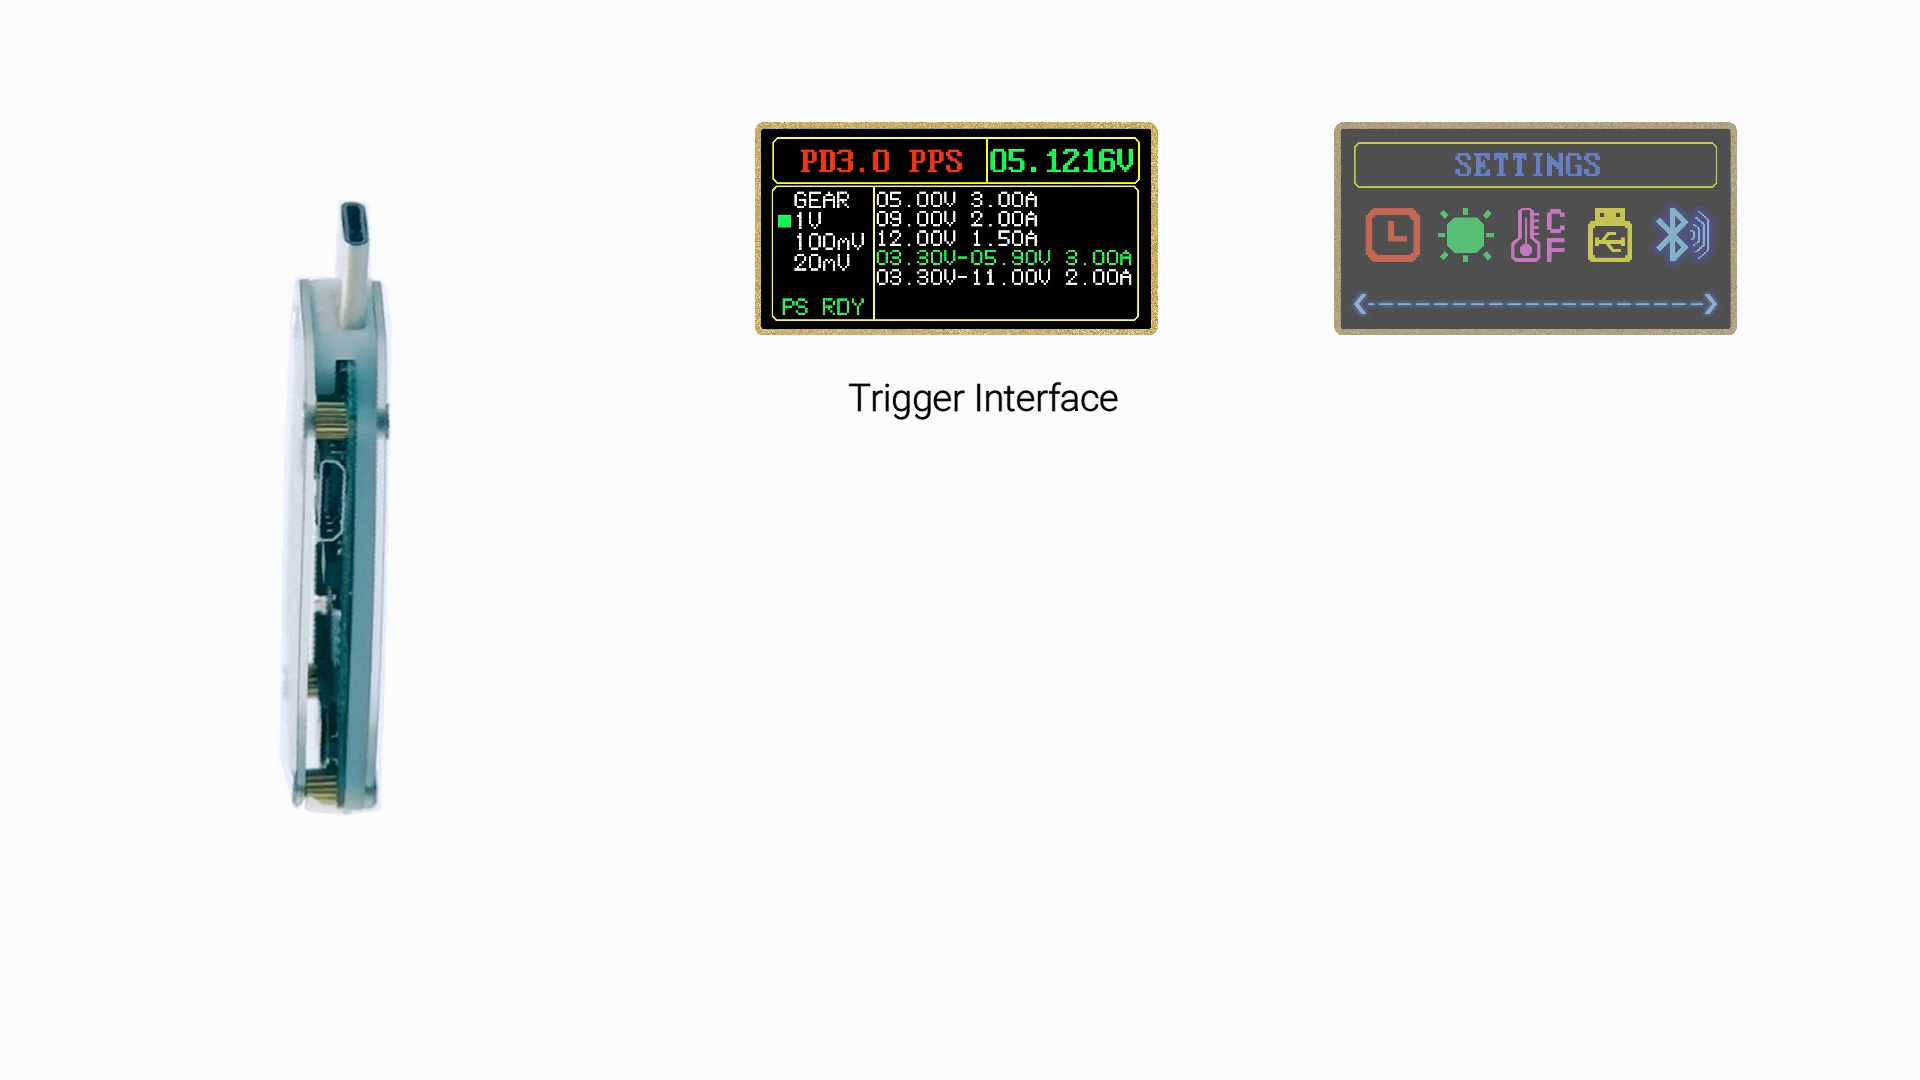 PD3.0 PPS 05.1216V
GEAR
1V
100mV
20mV
PS RDY
05.00V 3.00A
09.00V 2.00A
12.00V 1.50A
03.30V-05.90V 3.00A
03.30V-11.00V 2.00A
Trigger Interface
SETTINGS
C
F